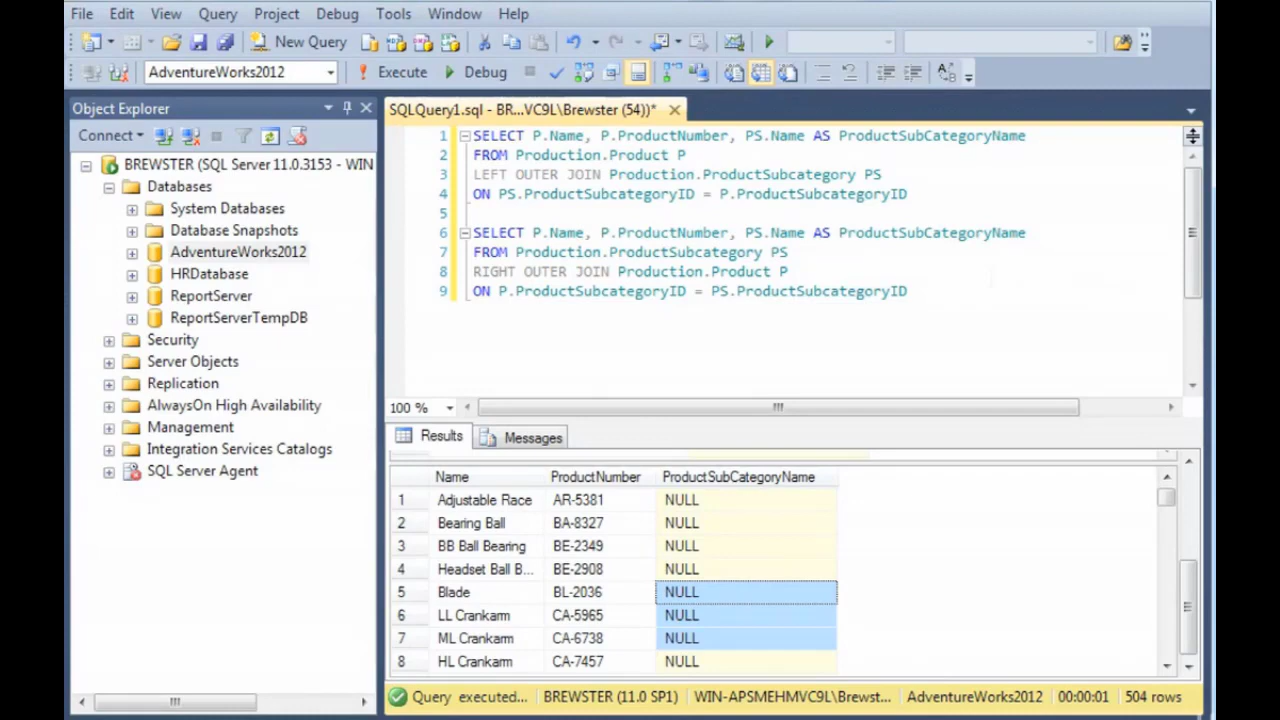 File Edit View Query Project Debug Tools Window Help
New Query
AdventureWorks2012 Execute Debug
Object Explorer
Connect
BREWSTER (SQL Server 11.0.3153 - WIN
Databases
System Databases
Database Snapshots
AdventureWorks2012
HRDatabase
ReportServer
ReportServerTempDB
Security
Server Objects
Replication
AlwaysOn High Availability
Management
Integration Services Catalogs
SQL Server Agent
SQLQuery1.sql - BR...VC9L\Brewster (54))*
1 SELECT P.Name, P.ProductNumber, PS.Name AS ProductSubCategoryName
2 FROM Production.Product P
3 LEFT OUTER JOIN Production.ProductSubcategory PS
4 ON PS.ProductSubcategoryID = P.ProductSubcategoryID
5
6 SELECT P.Name, P.ProductNumber, PS.Name AS ProductSubCategoryName
7 FROM Production.ProductSubcategory PS
8 RIGHT OUTER JOIN Production.Product P
9 ON P.ProductSubcategoryID = PS.ProductSubcategoryID
100 %
Results Messages
Name ProductNumber ProductSubCategoryName
1 Adjustable Race AR-5381 NULL
2 Bearing Ball BA-8327 NULL
3 BB Ball Bearing BE-2349 NULL
4 Headset Ball B... BE-2908 NULL
5 Blade BL-2036 NULL
6 LL Crankarm CA-5965 NULL
7 ML Crankarm CA-6738 NULL
8 HL Crankarm CA-7457 NULL
Query executed... BREWSTER (11.0 SP1) WIN-APSMEHMVC9L\Brewst... AdventureWorks2012 00:00:01 504 rows